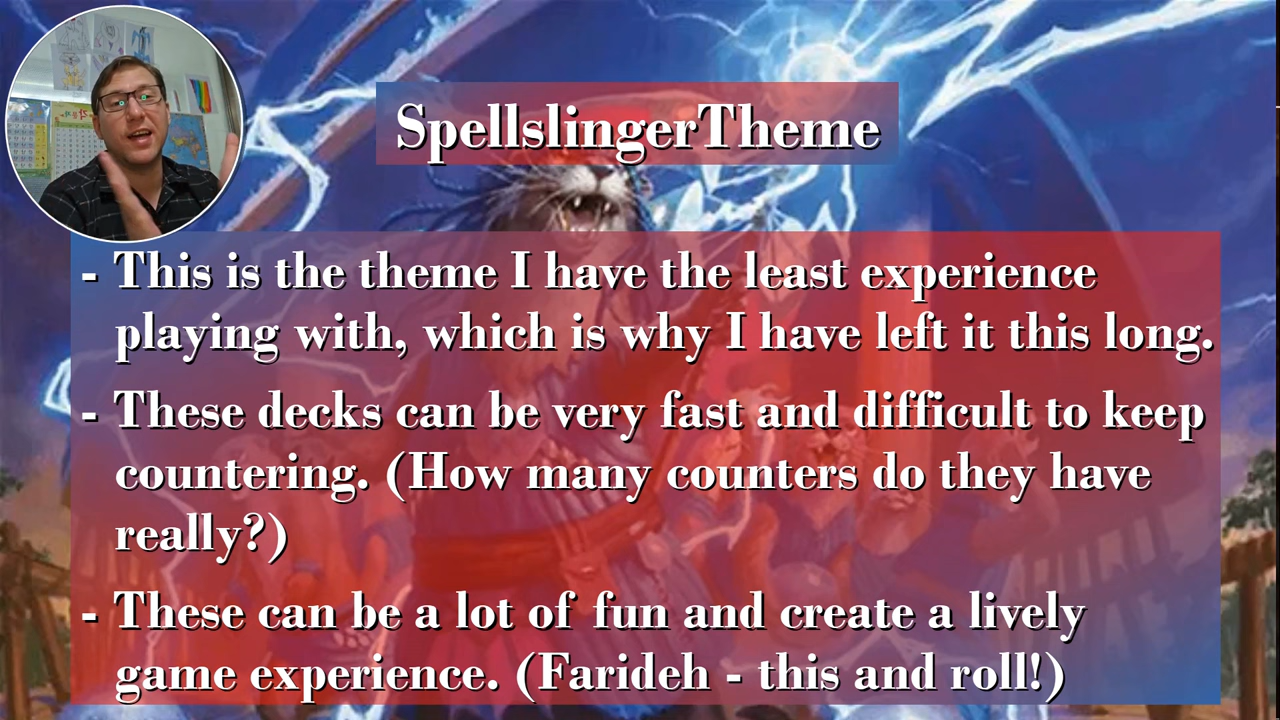 SpellslingerTheme
- This is the theme I have the least experience
playing with, which is why I have left it this long.
- These decks can be very fast and difficult to keep
countering. (How many counters do they have
really?)
- These can be a lot of fun and create a lively
game experience. (Farideh - this and roll!)